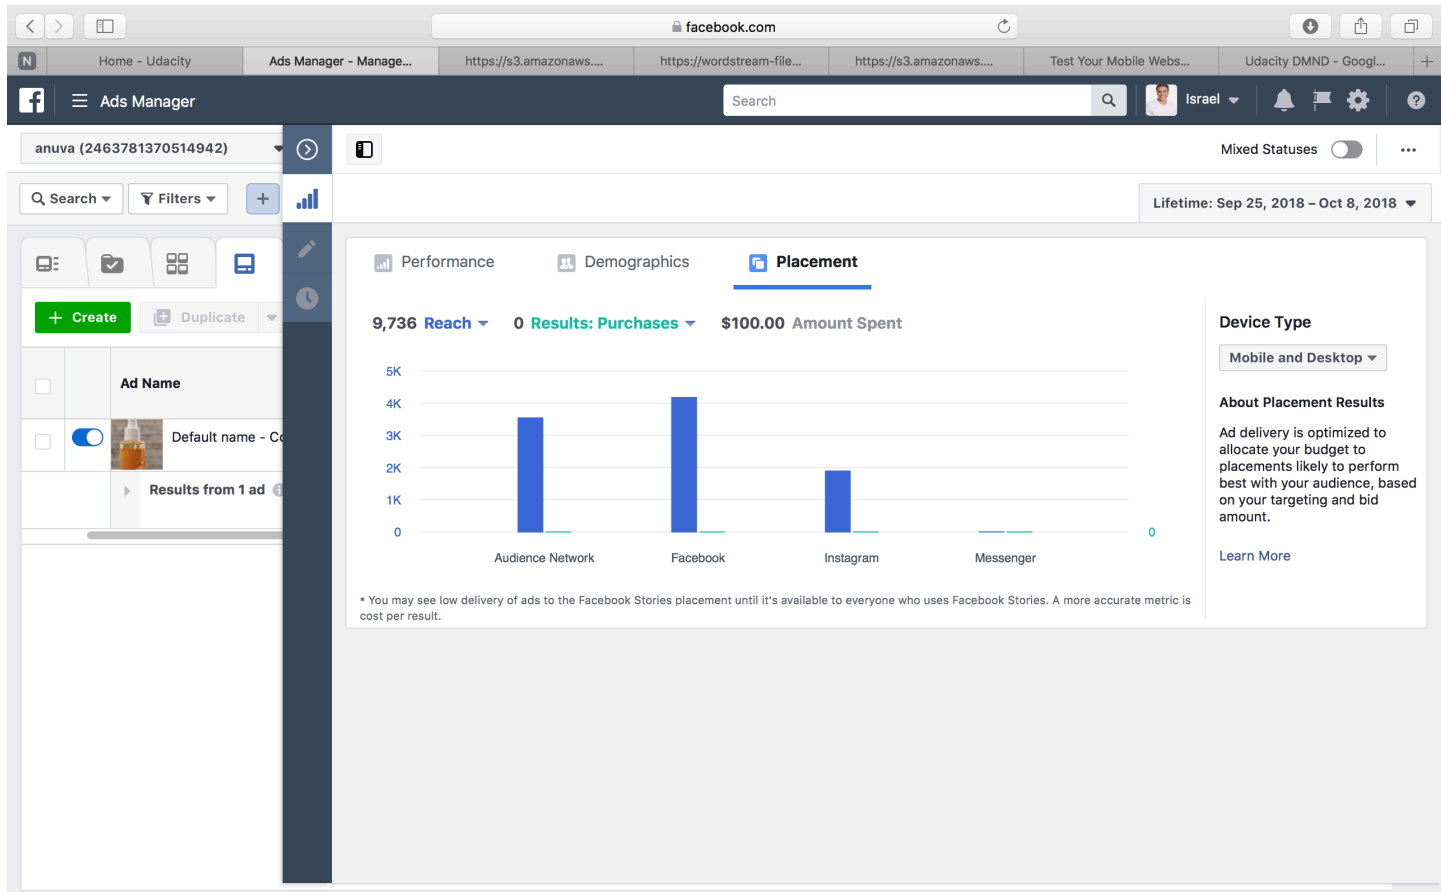 facebook.com
N
Home - Udacity
Ads Manager - Manage...
https://s3.amazonaws....
https://wordstream-file...
https://s3.amazonaws....
Test Your Mobile Webs...
Udacity DMND - Googl...
f
Ads Manager
Search
Israel
?
anuva (2463781370514942)
Mixed Statuses
Search
Filters
+
Lifetime: Sep 25, 2018 – Oct 8, 2018
Performance
Demographics
Placement
+ Create
Duplicate
9,736 Reach
0 Results: Purchases
$100.00 Amount Spent
Ad Name
Default name - Co
Results from 1 ad
5K
4K
3K
2K
1K
0
0
Audience Network
Facebook
Instagram
Messenger
* You may see low delivery of ads to the Facebook Stories placement until it's available to everyone who uses Facebook Stories. A more accurate metric is
cost per result.
Device Type
Mobile and Desktop
About Placement Results
Ad delivery is optimized to
allocate your budget to
placements likely to perform
best with your audience, based
on your targeting and bid
amount.
Learn More